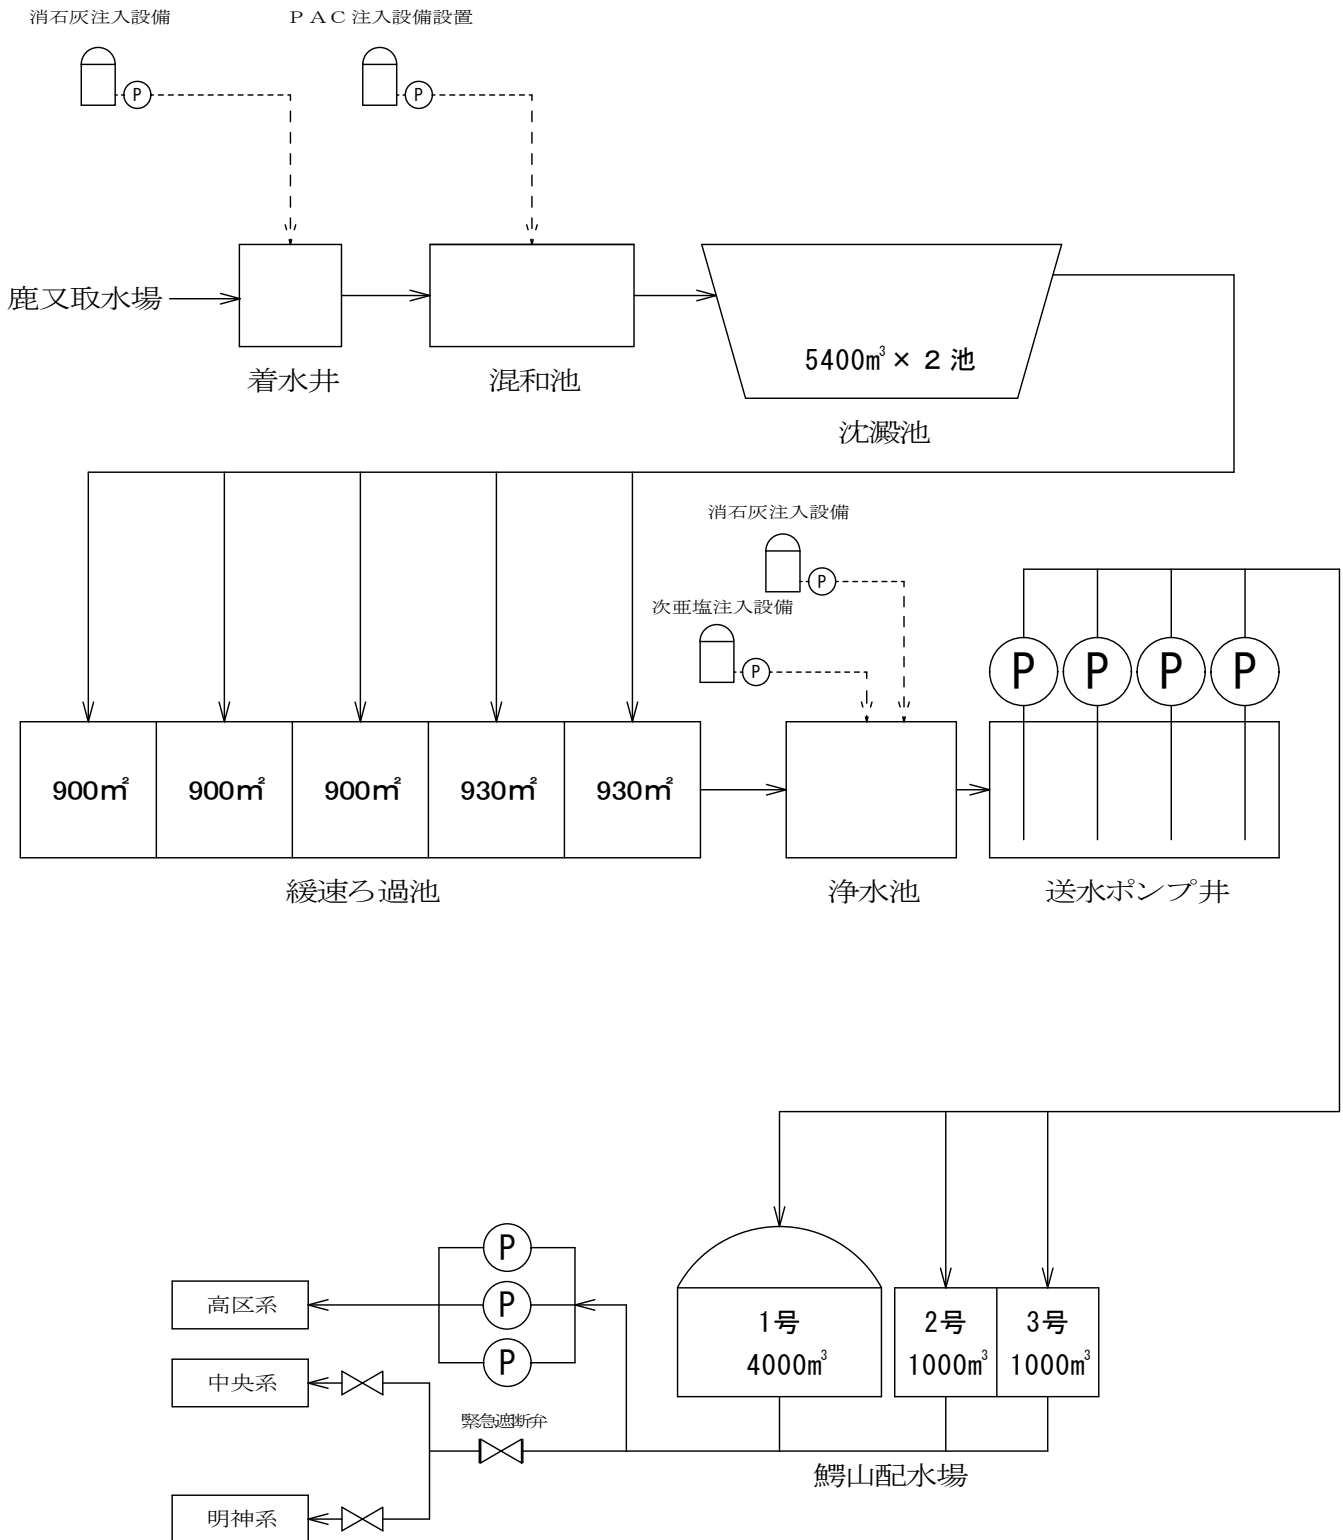 消石灰注入設備
ＰＡＣ注入設備設置
P
P
鹿又取水場
着水井
混和池
5400m³×２池
沈澱池
消石灰注入設備
P
次亜塩注入設備
P
P
P
P
P
900㎡
900㎡
900㎡
930㎡
930㎡
緩速ろ過池
浄水池
送水ポンプ井
P
P
P
高区系
中央系
明神系
緊急遮断弁
1号
4000m³
2号
1000m³
3号
1000m³
鰐山配水場